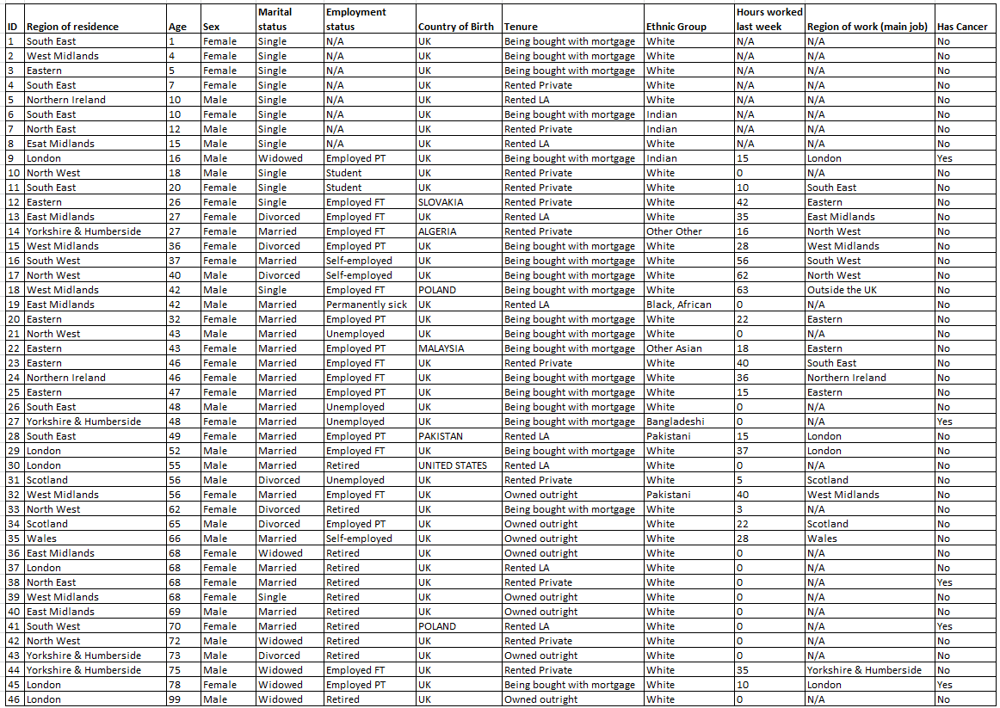 Marital Employment Hours worked
ID Region of residence Age Sex status status Country of Birth Tenure Ethnic Group last week Region of work (main job) Has Cancer
1 South East 1 Female Single N/A UK Being bought with mortgage White N/A N/A No
2 West Midlands 4 Female Single N/A UK Being bought with mortgage White N/A N/A No
3 Eastern 5 Female Single N/A UK Being bought with mortgage White N/A N/A No
4 South East 7 Female Single N/A UK Rented Private White N/A N/A No
5 Northern Ireland 10 Male Single N/A UK Rented LA White N/A N/A No
6 South East 10 Female Single N/A UK Being bought with mortgage Indian N/A N/A No
7 North East 12 Male Single N/A UK Rented Private Indian N/A N/A No
8 Esat Midlands 15 Male Single N/A UK Rented LA White N/A N/A No
9 London 16 Male Widowed Employed PT UK Being bought with mortgage Indian 15 London Yes
10 North West 18 Male Single Student UK Rented Private White 0 N/A No
11 South East 20 Female Single Student UK Rented Private White 10 South East No
12 Eastern 26 Female Single Employed FT SLOVAKIA Rented Private White 42 Eastern No
13 East Midlands 27 Female Divorced Employed FT UK Rented LA White 35 East Midlands No
14 Yorkshire & Humberside 27 Female Married Employed FT ALGERIA Rented Private Other Other 16 North West No
15 West Midlands 36 Female Divorced Employed PT UK Being bought with mortgage White 28 West Midlands No
16 South West 37 Female Married Self-employed UK Being bought with mortgage White 56 South West No
17 North West 40 Male Divorced Self-employed UK Being bought with mortgage White 62 North West No
18 West Midlands 42 Male Single Employed FT POLAND Being bought with mortgage White 63 Outside the UK No
19 East Midlands 42 Male Married Permanently sick UK Rented LA Black, African 0 N/A No
20 Eastern 32 Female Married Employed PT UK Being bought with mortgage White 22 Eastern No
21 North West 43 Male Married Unemployed UK Being bought with mortgage White 0 N/A No
22 Eastern 43 Female Married Employed PT MALAYSIA Being bought with mortgage Other Asian 18 Eastern No
23 Eastern 46 Female Married Employed FT UK Rented Private White 40 South East No
24 Northern Ireland 46 Female Married Employed FT UK Being bought with mortgage White 36 Northern Ireland No
25 Eastern 47 Female Married Employed FT UK Being bought with mortgage White 15 Eastern No
26 South East 48 Male Married Unemployed UK Being bought with mortgage White 0 N/A No
27 Yorkshire & Humberside 48 Female Married Unemployed UK Being bought with mortgage Bangladeshi 0 N/A Yes
28 South East 49 Female Married Employed PT PAKISTAN Rented LA Pakistani 15 London No
29 London 52 Male Married Employed FT UK Being bought with mortgage White 37 London No
30 London 55 Male Married Retired UNITED STATES Rented LA White 0 N/A No
31 Scotland 56 Male Divorced Unemployed UK Rented Private White 5 Scotland No
32 West Midlands 56 Female Married Employed FT UK Owned outright Pakistani 40 West Midlands No
33 North West 62 Female Divorced Retired UK Being bought with mortgage White 3 N/A No
34 Scotland 65 Male Divorced Employed PT UK Owned outright White 22 Scotland No
35 Wales 66 Male Married Self-employed UK Owned outright White 28 Wales No
36 East Midlands 68 Female Widowed Retired UK Owned outright White 0 N/A No
37 London 68 Female Married Retired UK Rented LA White 0 N/A No
38 North East 68 Female Married Retired UK Rented Private White 0 N/A Yes
39 West Midlands 68 Female Single Retired UK Owned outright White 0 N/A No
40 East Midlands 69 Male Married Retired UK Owned outright White 0 N/A No
41 South West 70 Female Married Retired POLAND Rented LA White 0 N/A Yes
42 North West 72 Male Widowed Retired UK Rented Private White 0 N/A No
43 Yorkshire & Humberside 73 Male Divorced Retired UK Owned outright White 0 N/A No
44 Yorkshire & Humberside 75 Male Widowed Employed FT UK Rented Private White 35 Yorkshire & Humberside No
45 London 78 Female Widowed Employed PT UK Being bought with mortgage White 10 London Yes
46 London 99 Male Widowed Retired UK Owned outright White 0 N/A No